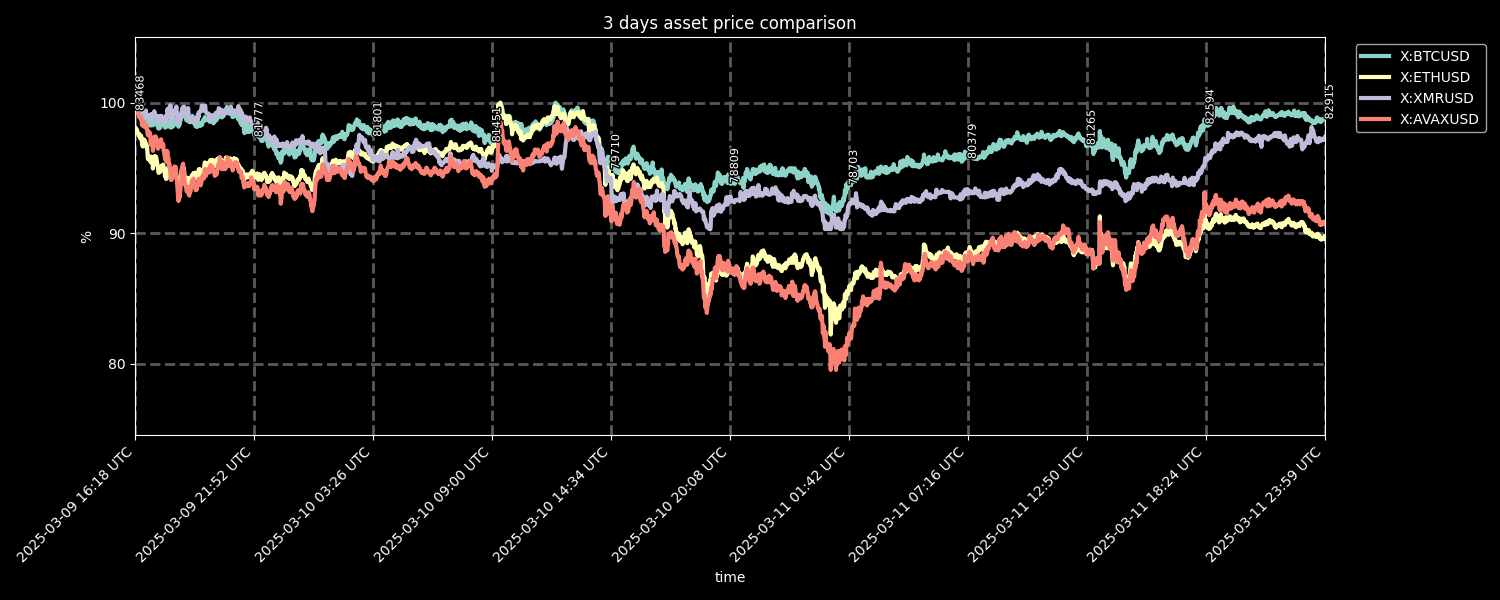 3 days asset price comparison
X:BTCUSD
X:ETHUSD
X:XMRUSD
X:AVAXUSD
100
90
80
%
83468
81777
81801
81451
79710
78809
78703
80379
81265
82594
82915
2025-03-09 16:18 UTC
2025-03-09 21:52 UTC
2025-03-10 03:26 UTC
2025-03-10 09:00 UTC
2025-03-10 14:34 UTC
2025-03-10 20:08 UTC
2025-03-11 01:42 UTC
2025-03-11 07:16 UTC
2025-03-11 12:50 UTC
2025-03-11 18:24 UTC
2025-03-11 23:59 UTC
time